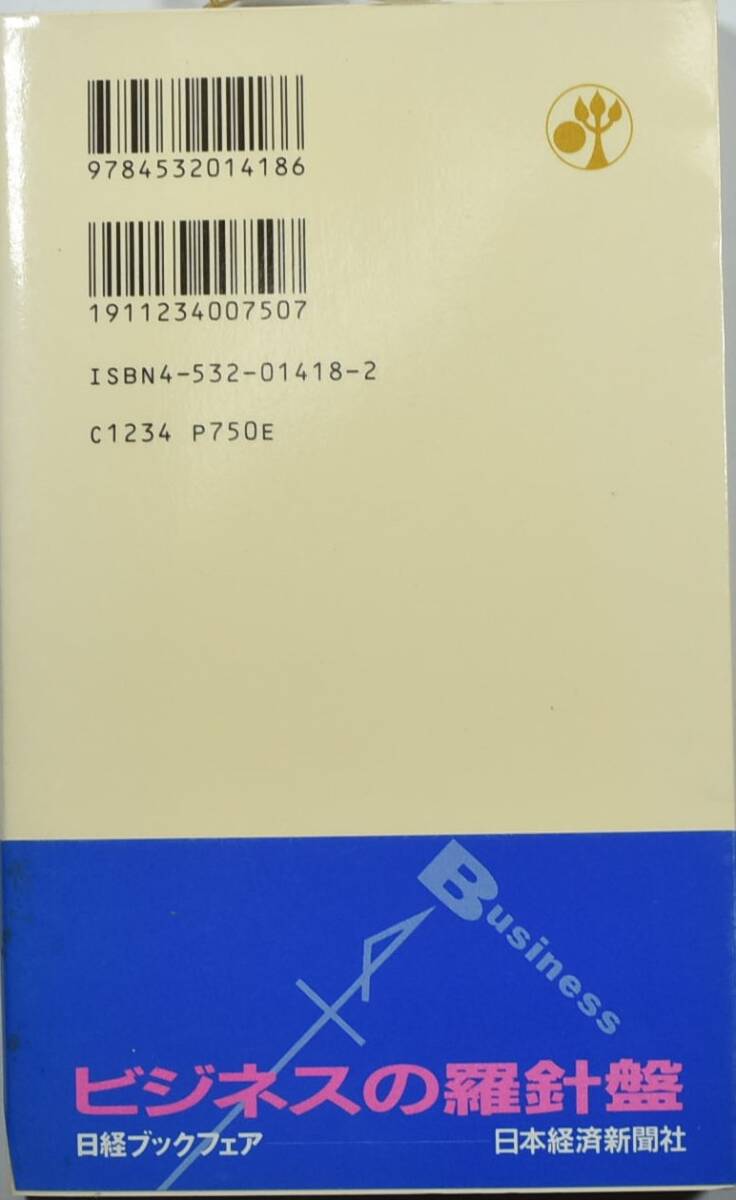 9784532014186
1911234007507
ISBN4-532-01418-2
C1234 P750E
Business
ビジネスの羅針盤
日経ブックフェア
日本経済新聞社